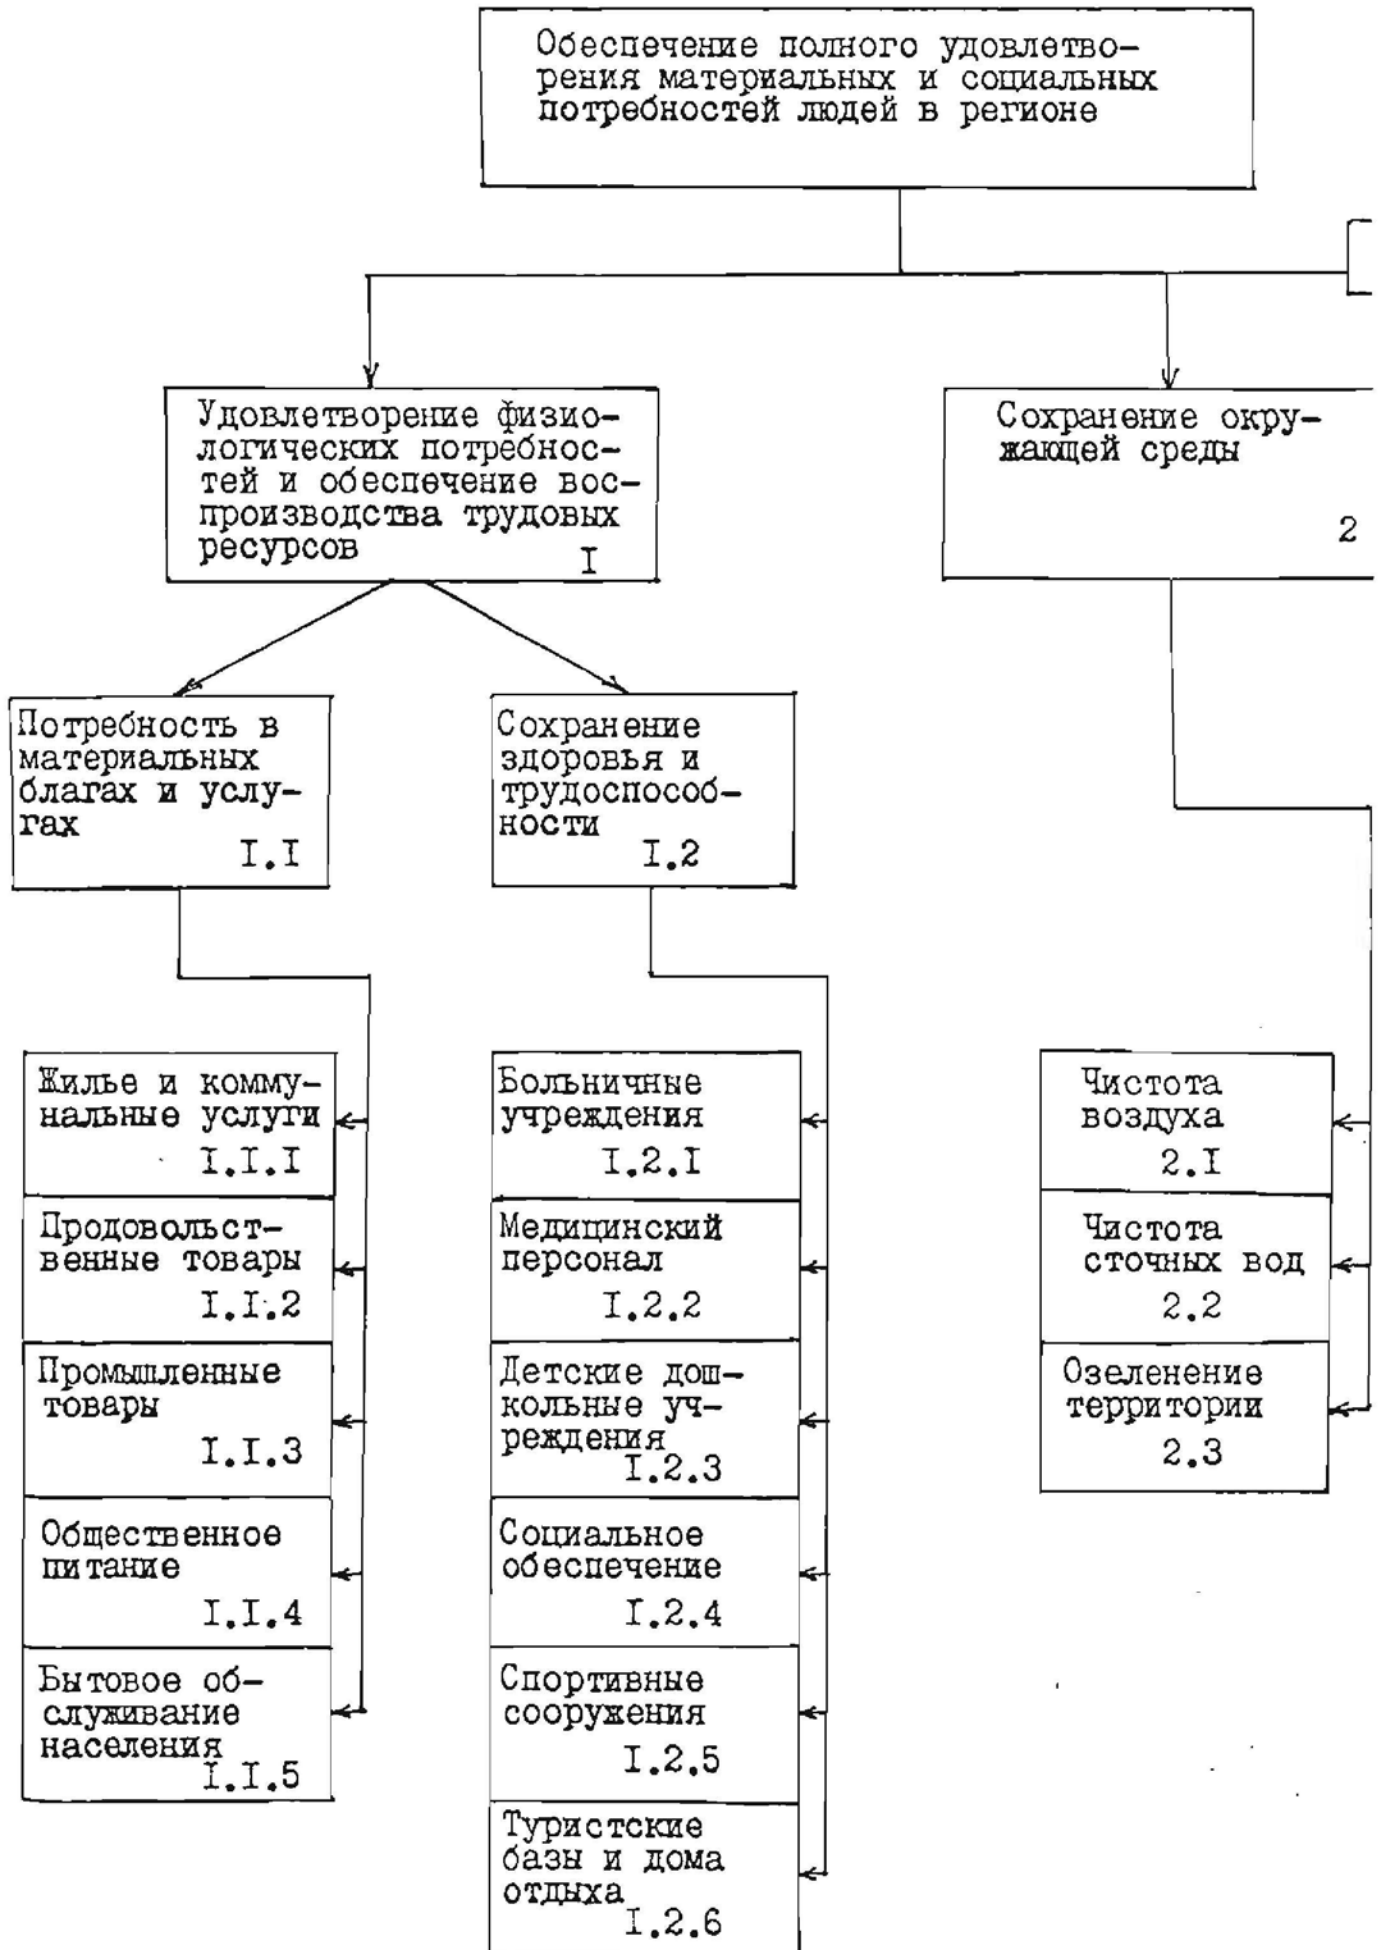 Обеспечение полного удовлетво-
рения материальных и социальных
потребностей людей в регионе
Удовлетворение физио-
логических потребнос-
тей и обеспечение вос-
производства трудовых
ресурсов
I
Сохранение окру-
жающей среды
2
Потребность в
материальных
благах и услу-
гах
I.I
Сохранение
здоровья и
трудоспособ-
ности
I.2
Жилье и комму-
нальные услуги
I.I.I
Продовольст-
венные товары
I.I.2
Промышленные
товары
I.I.3
Общественное
питание
I.I.4
Бытовое об-
служивание
населения
I.I.5
Больничные
учреждения
I.2.I
Медицинский
персонал
I.2.2
Детские дош-
кольные уч-
реждения
I.2.3
Социальное
обеспечение
I.2.4
Спортивные
сооружения
I.2.5
Туристские
базы и дома
отдыха
I.2.6
Чистота
воздуха
2.I
Чистота
сточных вод
2.2
Озеленение
территории
2.3